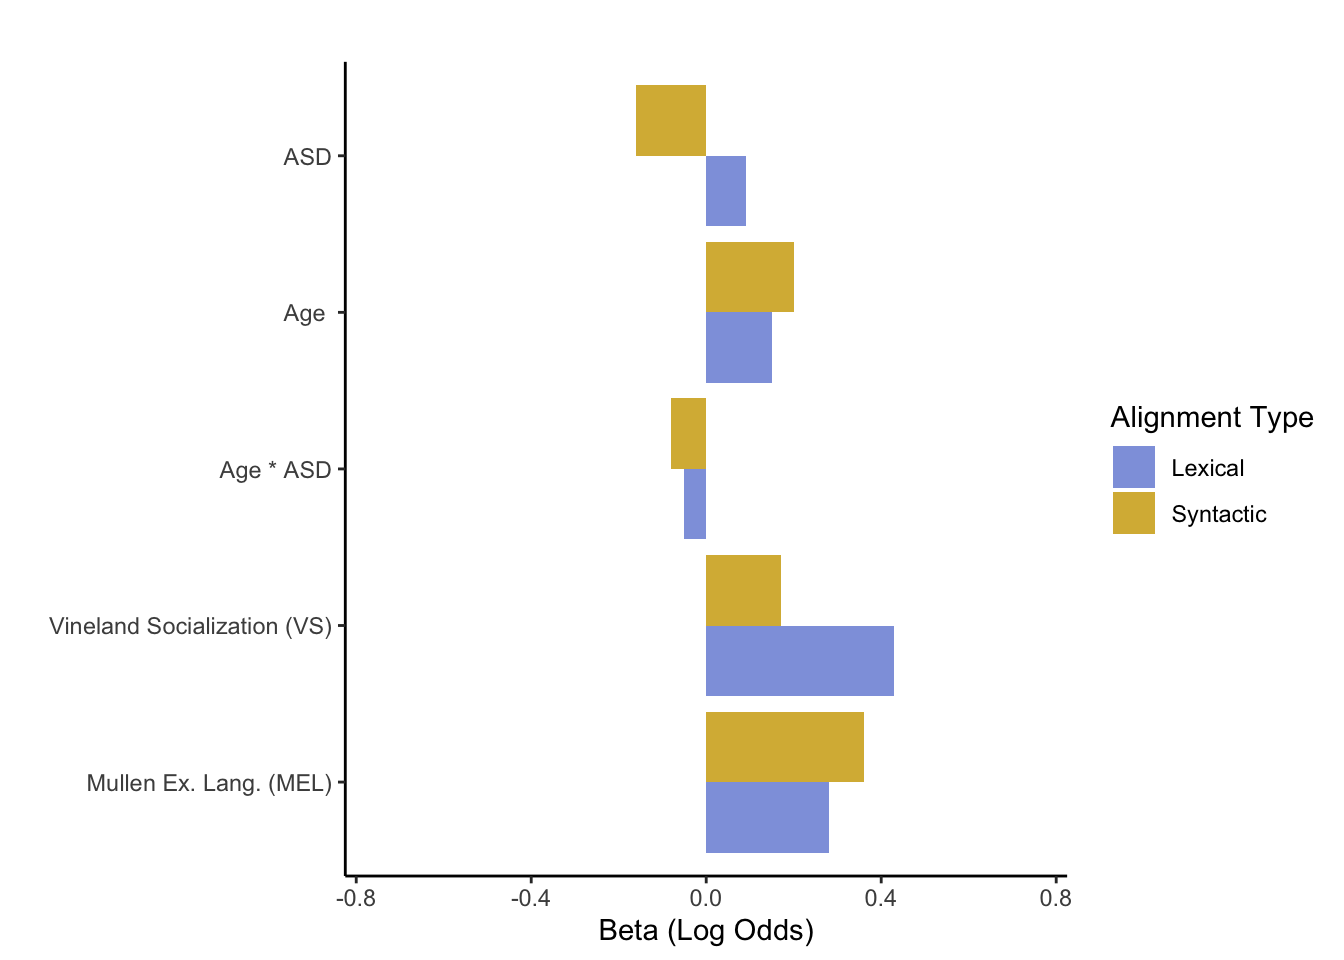 ASD
Age
Age * ASD
Vineland Socialization (VS)
Mullen Ex. Lang. (MEL)
-0.8 -0.4 0.0 0.4 0.8
Beta (Log Odds)
Alignment Type
Lexical
Syntactic